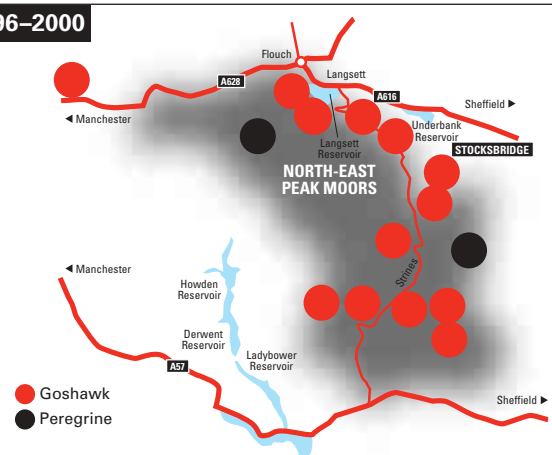 96–2000
Flouch
A628
Langsett
A616
Sheffield ►
◄ Manchester
Underbank
Reservoir
Langsett
Reservoir
STOCKSBRIDGE
NORTH-EAST
PEAK MOORS
Strines
◄ Manchester
Howden
Reservoir
Derwent
Reservoir
Ladybower
Reservoir
A57
Goshawk
Peregrine
Sheffield ►